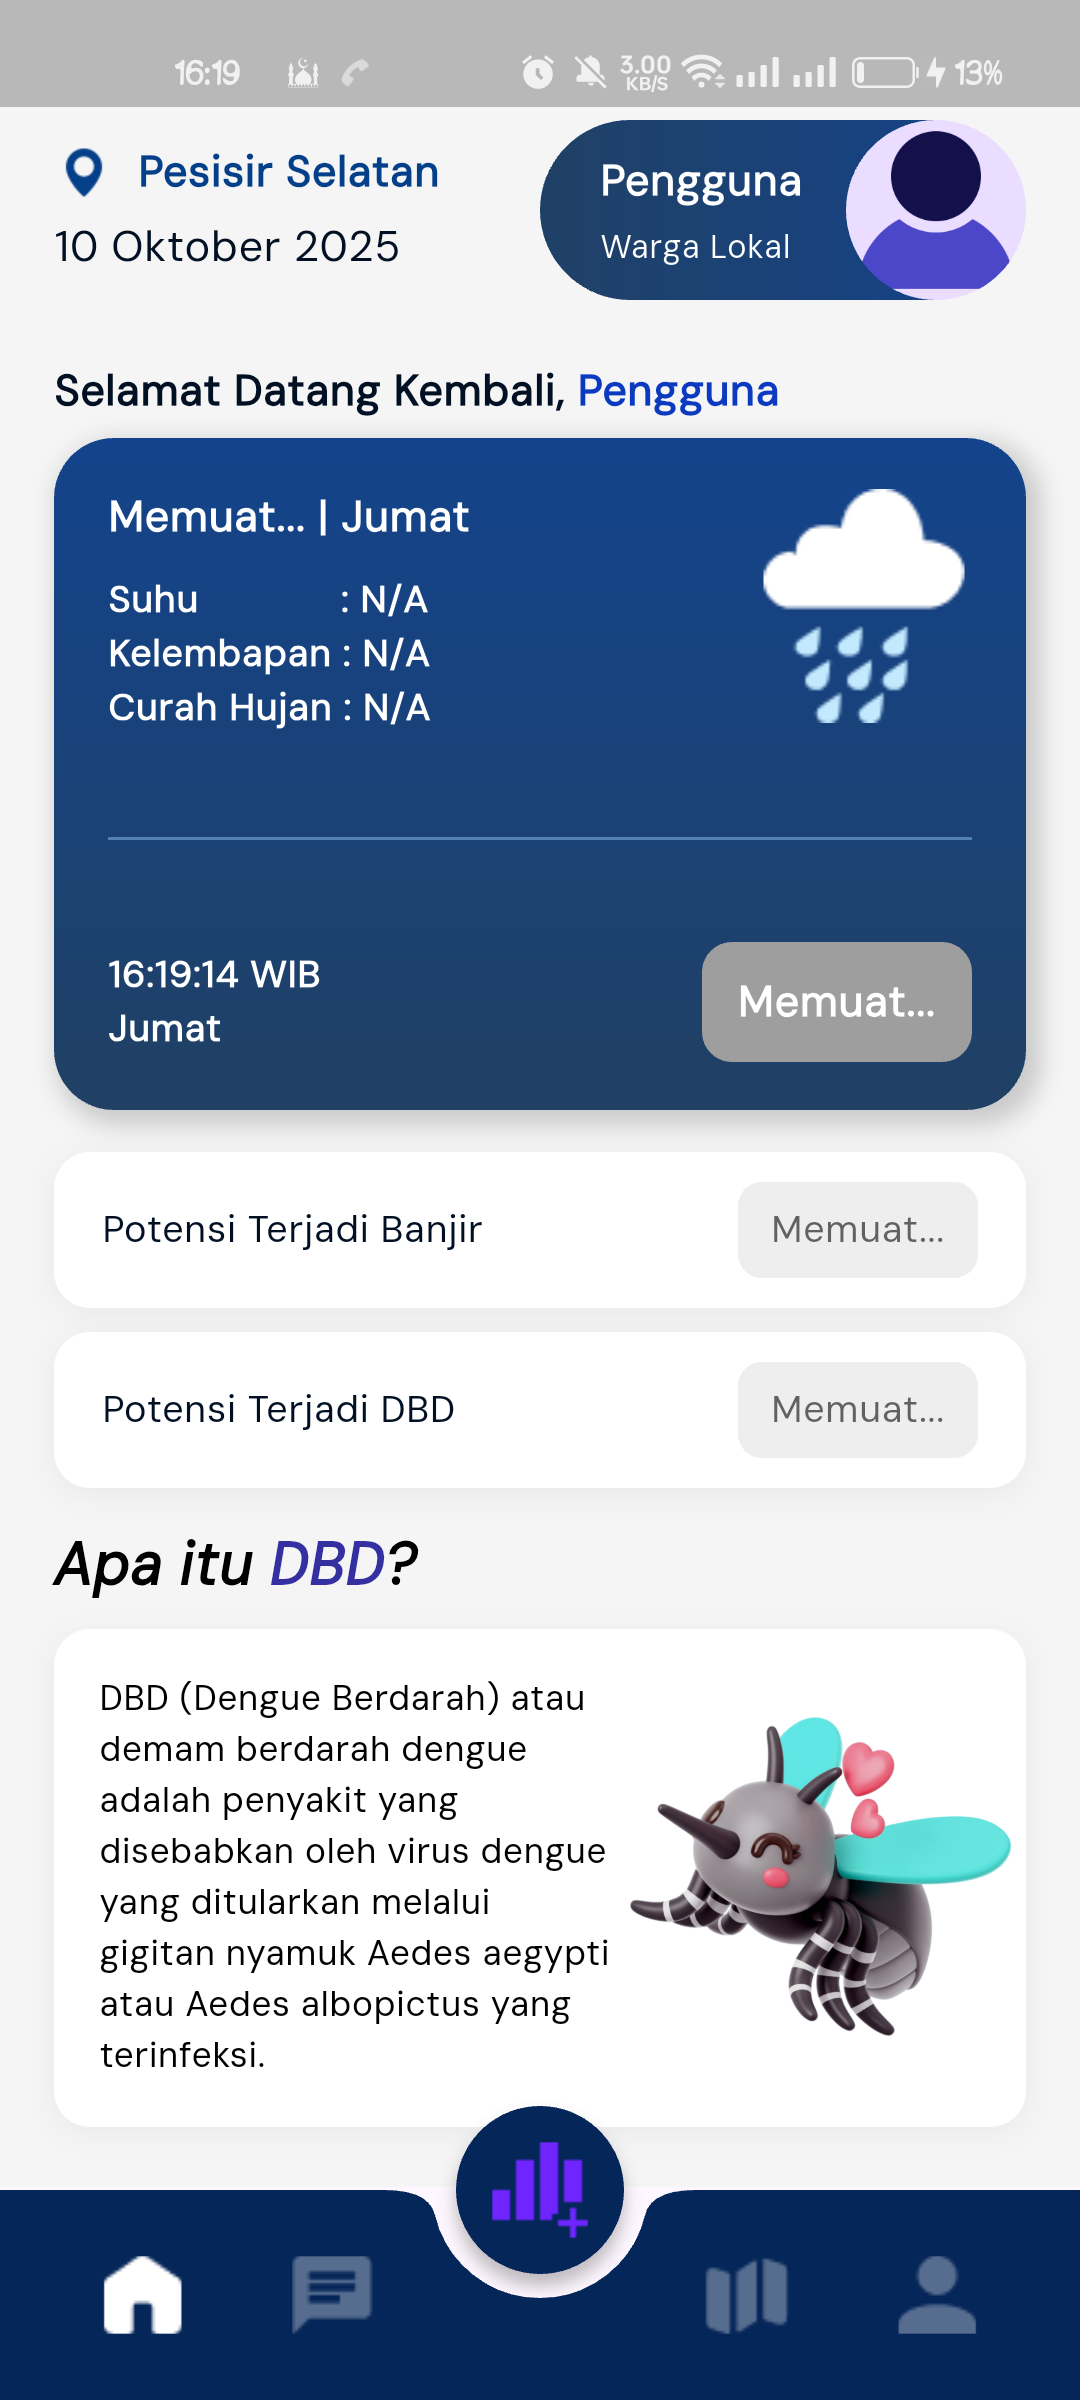 16:19 3.00 KB/S 13%
Pesisir Selatan
10 Oktober 2025
Pengguna
Warga Lokal
Selamat Datang Kembali, Pengguna
Memuat... | Jumat
Suhu : N/A
Kelembapan : N/A
Curah Hujan : N/A
16:19:14 WIB
Jumat
Memuat...
Potensi Terjadi Banjir
Memuat...
Potensi Terjadi DBD
Memuat...
Apa itu DBD?
DBD (Dengue Berdarah) atau
demam berdarah dengue
adalah penyakit yang
disebabkan oleh virus dengue
yang ditularkan melalui
gigitan nyamuk Aedes aegypti
atau Aedes albopictus yang
terinfeksi.